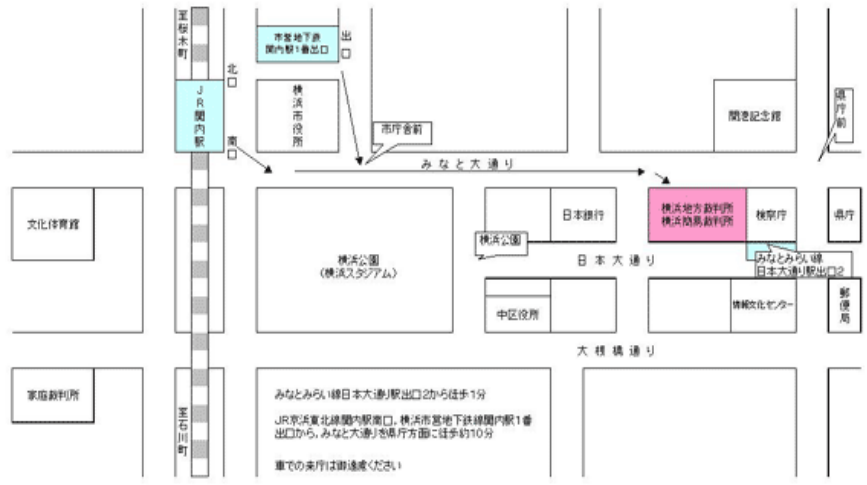 至桜木町
市営地下鉄
関内駅1番出口
出口
北口
JR関内駅
南口
横浜市役所
市庁舎前
開港記念館
県庁前
みなと大通り
文化体育館
横浜公園
(横浜スタジアム)
横浜公園
日本銀行
横浜地方裁判所
横浜簡易裁判所
検察庁
県庁
日本大通り
みなとみらい線
日本大通り駅出口2
中区役所
情報文化センター
郵便局
大桟橋通り
家庭裁判所
至石川町
みなとみらい線日本大通り駅出口2から徒歩1分
JR京浜東北線関内駅南口、横浜市営地下鉄線関内駅1番
出口から、みなと大通りを県庁方面に徒歩約10分
車での来庁は御遠慮ください